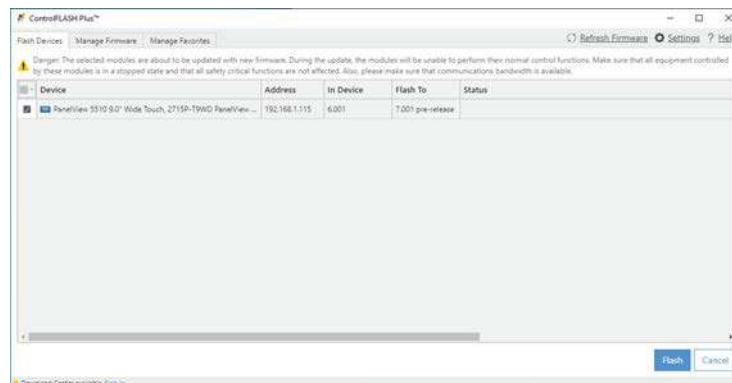 ControlFLASH Plus™
Flash Devices Manage Firmware Manage Favorites Refresh Firmware Settings ? Hel
Danger: The selected modules are about to be updated with new firmware. During the update, the modules will be unable to perform their normal control functions. Make sure that all equipment controlled
by these modules is in a stopped state and that all safety critical functions are not affected. Also, please make sure that communications bandwidth is available.
Device Address In Device Flash To Status
PanelView 5510 9.0" Wide Touch, 2715P-T9WD PanelView ... 192.168.1.115 6.001 7.001 pre-release
Flash Cancel